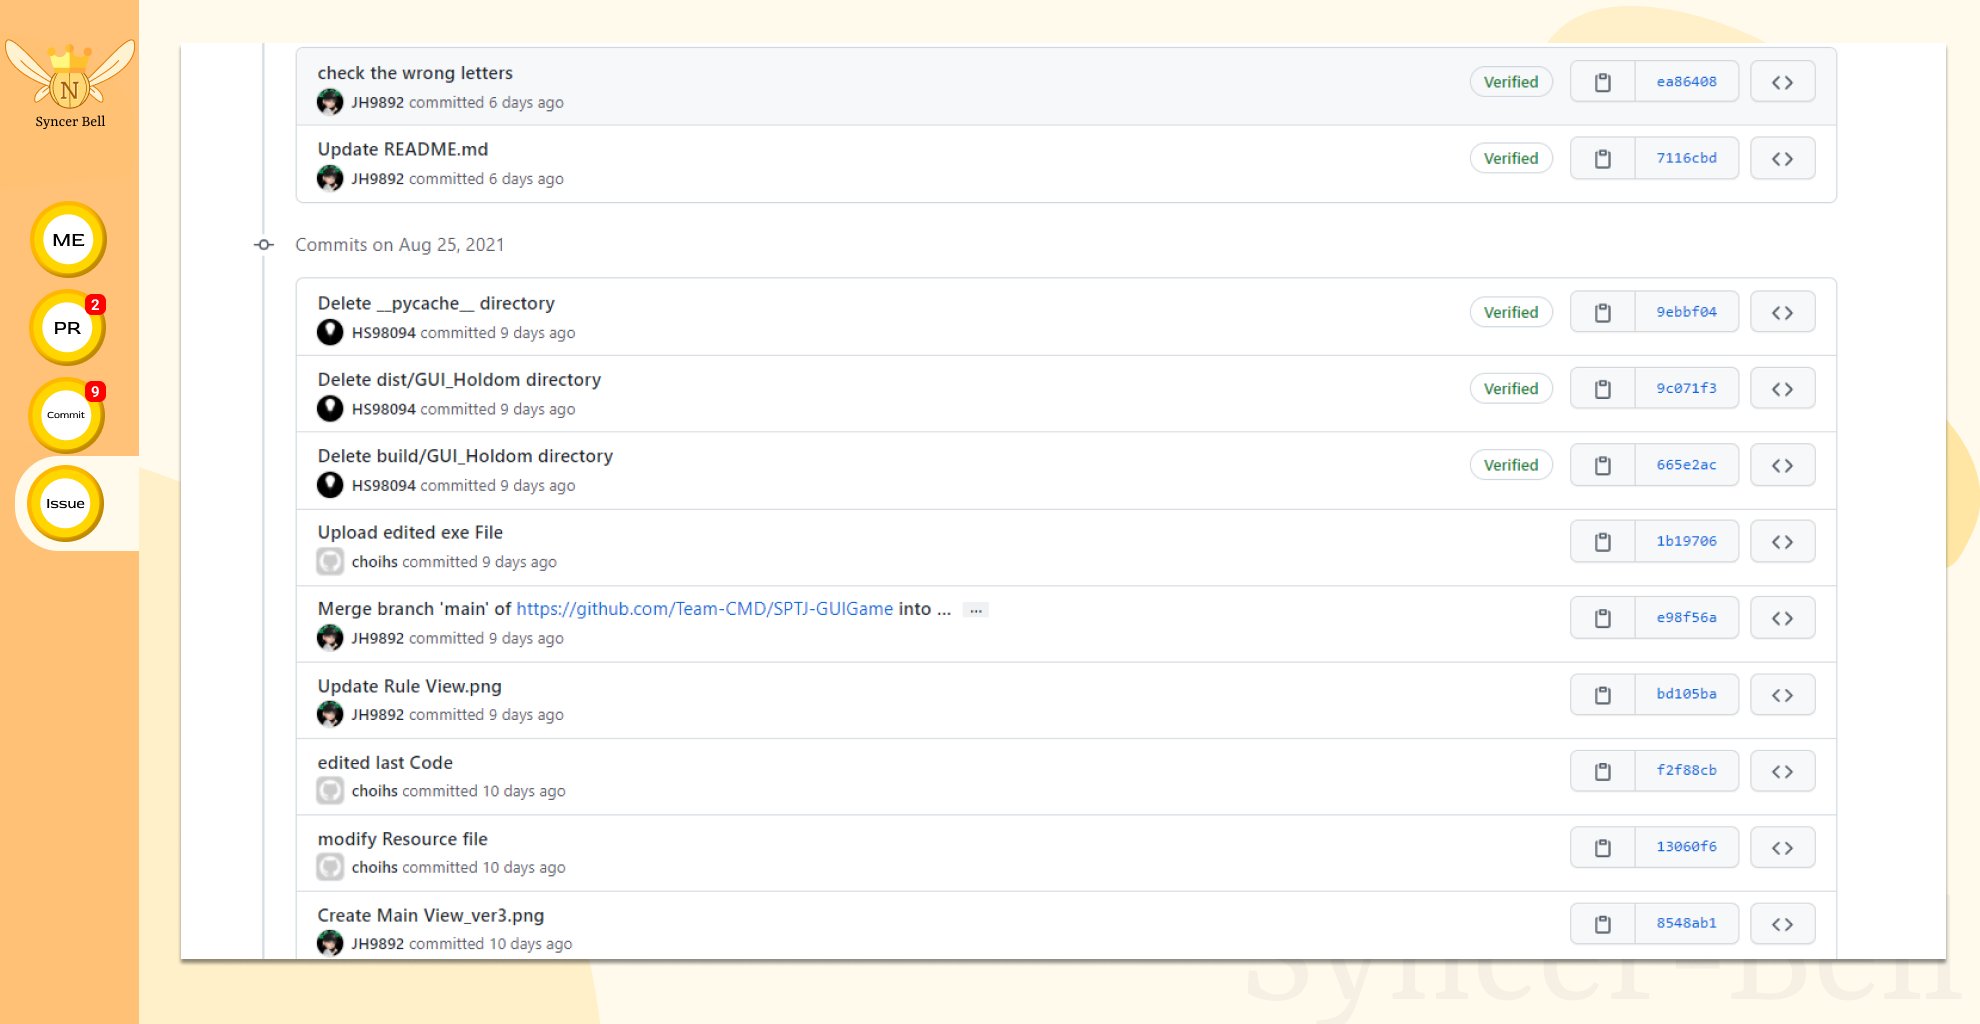 N
Syncer Bell
ME
PR
2
Commit
9
Issue
check the wrong letters
JH9892 committed 6 days ago
Verified
ea86408
Update README.md
JH9892 committed 6 days ago
Verified
7116cbd
Commits on Aug 25, 2021
Delete __pycache__ directory
HS98094 committed 9 days ago
Verified
9ebbf04
Delete dist/GUI_Holdom directory
HS98094 committed 9 days ago
Verified
9c071f3
Delete build/GUI_Holdom directory
HS98094 committed 9 days ago
Verified
665e2ac
Upload edited exe File
choihs committed 9 days ago
1b19706
Merge branch 'main' of https://github.com/Team-CMD/SPTJ-GUIGame into ... ...
JH9892 committed 9 days ago
e98f56a
Update Rule View.png
JH9892 committed 9 days ago
bd105ba
edited last Code
choihs committed 10 days ago
f2f88cb
modify Resource file
choihs committed 10 days ago
13060f6
Create Main View_ver3.png
JH9892 committed 10 days ago
8548ab1
Syncer-Bell